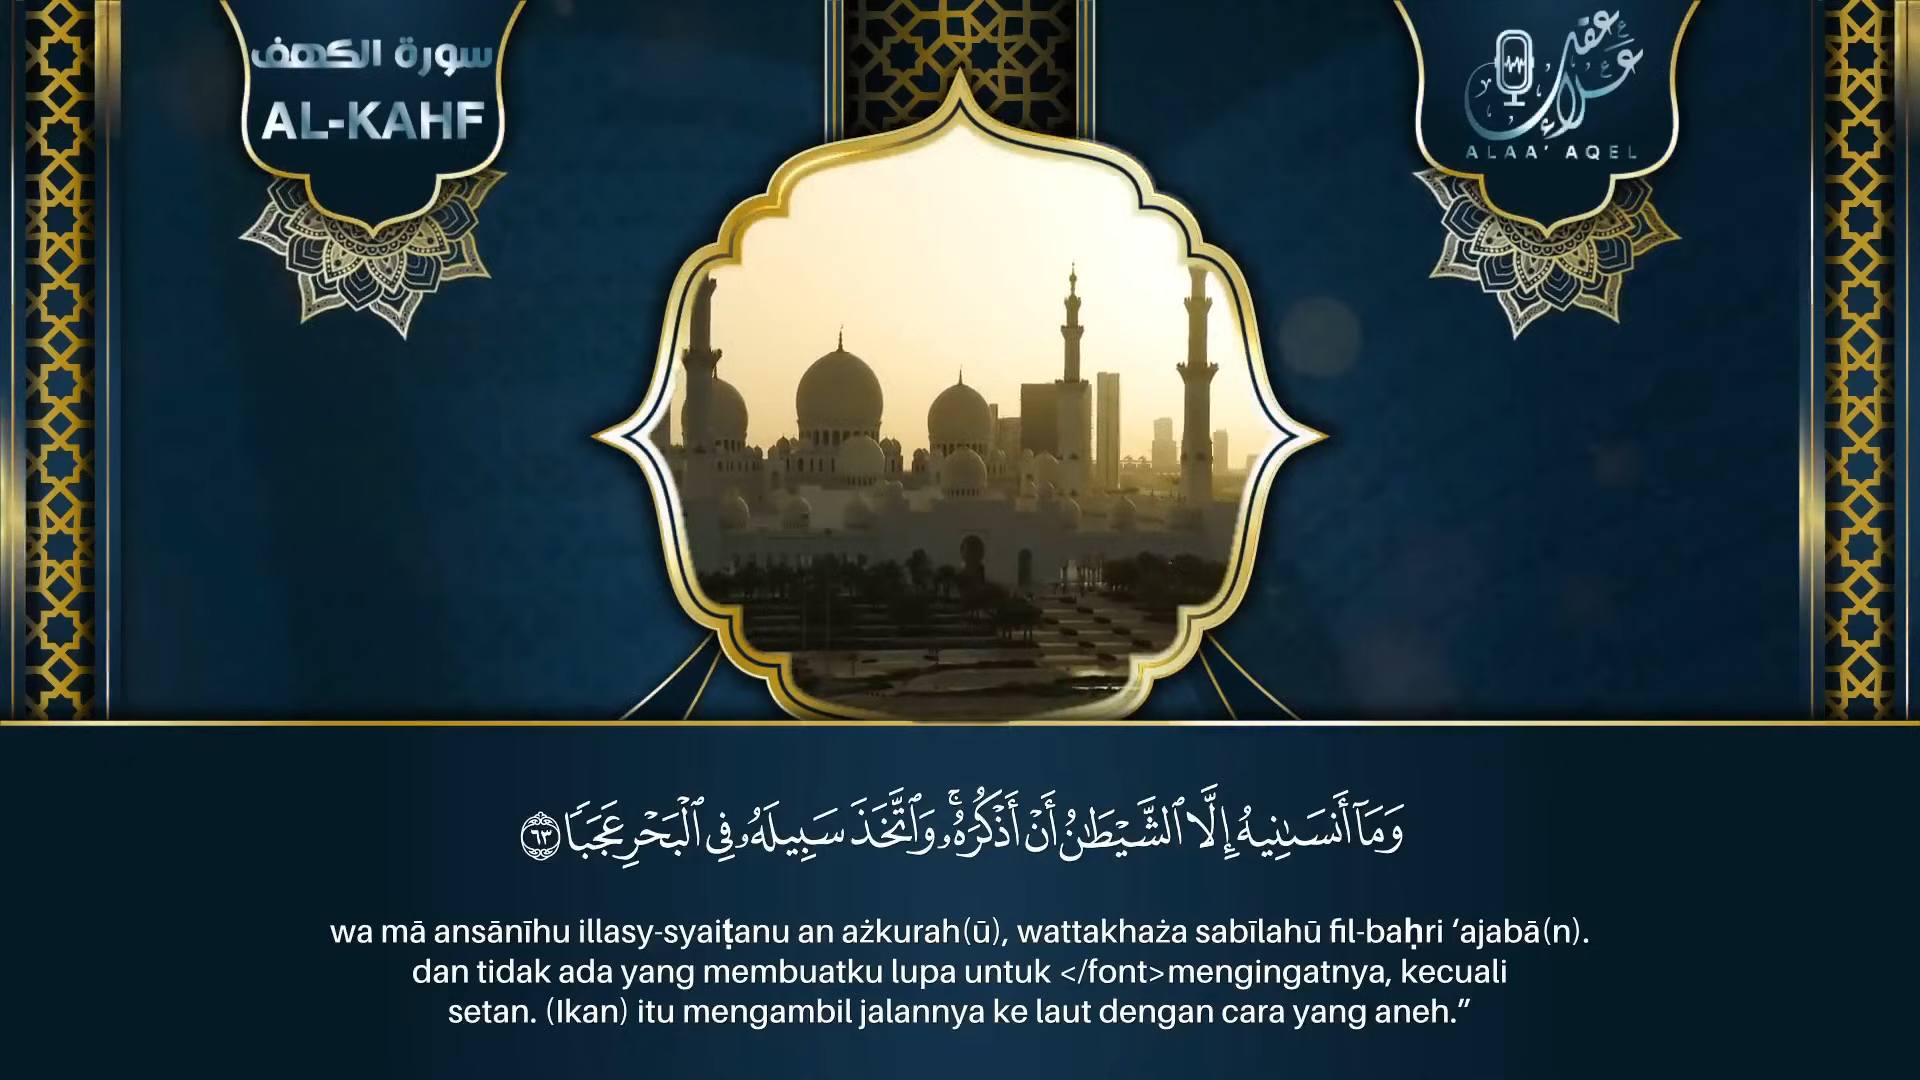 سورة الكهف
AL-KAHF
علاء عقل
ALAA' AQEL
وَمَآ أَنسَىٰنِيهُ إِلَّا ٱلشَّيْطَٰنُ أَنْ أَذْكُرَهُۥۚ وَٱتَّخَذَ سَبِيلَهُۥ فِى ٱلْبَحْرِ عَجَبًا ٦٣
wa mā ansānīhu illasy-syaiṭanu an ażkurah(ū), wattakhaża sabīlahū fil-baḥri ‘ajabā(n).
dan tidak ada yang membuatku lupa untuk </font>mengingatnya, kecuali
setan. (Ikan) itu mengambil jalannya ke laut dengan cara yang aneh.”